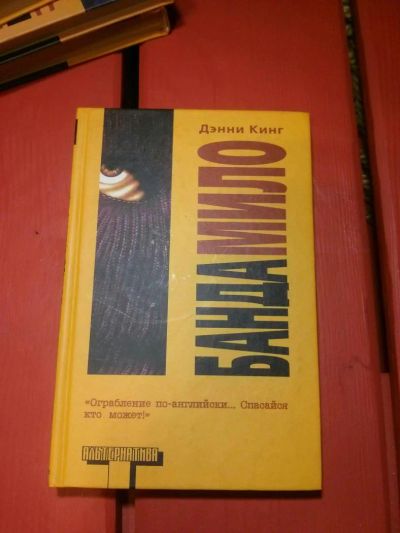 Дэнни Кинг
БАНДА МИЛО
«Ограбление по-английски... Спасайся
кто может!»
АЛЬТЕРНАТИВА